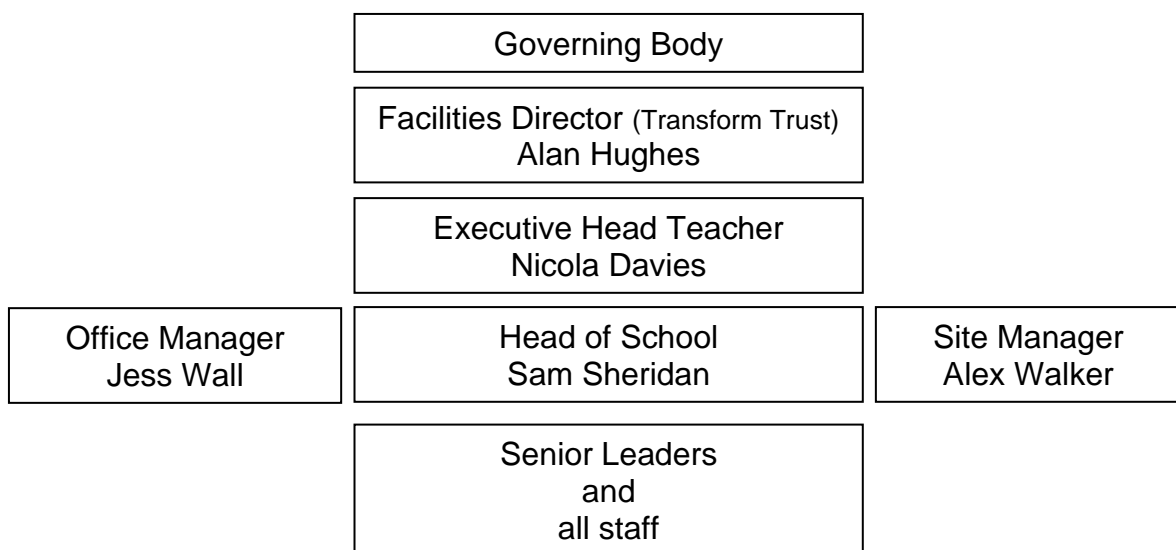 Governing Body
Facilities Director (Transform Trust)
Alan Hughes
Executive Head Teacher
Nicola Davies
Office Manager
Jess Wall
Head of School
Sam Sheridan
Site Manager
Alex Walker
Senior Leaders
and
all staff